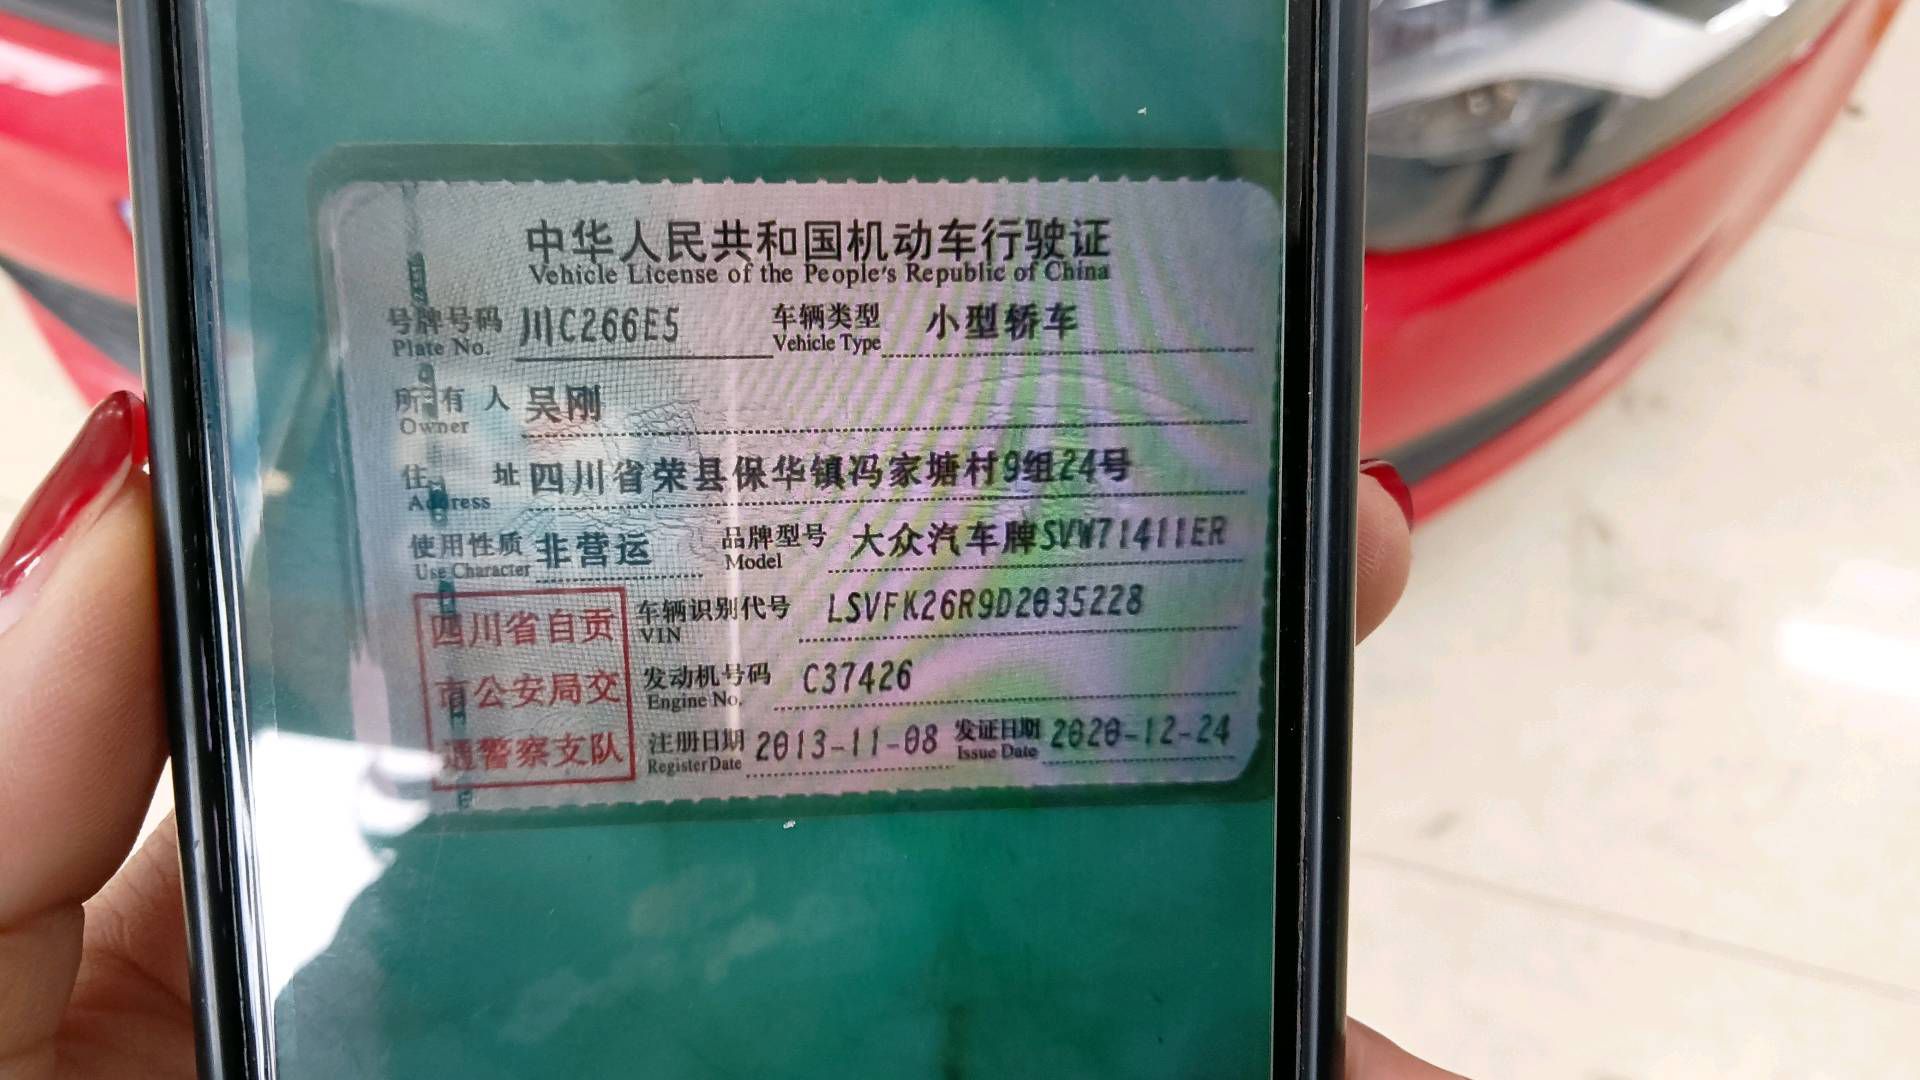 中华人民共和国机动车行驶证
Vehicle License of the People's Republic of China
号牌号码 川C266E5 车辆类型 小型轿车
Plate No. Vehicle Type
所有人 吴刚
Owner
住址 四川省荣县保华镇冯家塘村9组24号
Address
使用性质 非营运 品牌型号 大众汽车牌SVW71411ER
Use Character Model
四川省自贡
市公安局交
通警察支队
车辆识别代号 LSVFK26R9D2035228
VIN
发动机号码 C37426
Engine No.
注册日期 2013-11-08 发证日期 2020-12-24
Register Date Issue Date